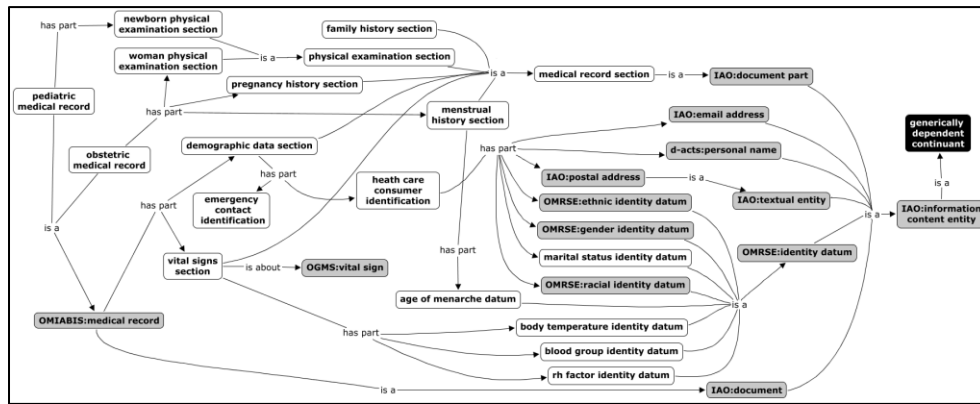 has part
newborn physical
examination section
family history section
woman physical
examination section
is a
physical examination section
is a
medical record section
is a
IAO:document part
pregnancy history section
pediatric
medical record
has part
menstrual
history section
IAO:email address
generically
dependent
continuant
obstetric
medical record
demographic data section
has part
d-acts:personal name
has part
heath care
consumer
identification
IAO:postal address
is a
is a
has part
emergency
contact
identification
OMRSE:ethnic identity datum
IAO:textual entity
is a
IAO:information
content entity
is a
OMRSE:gender identity datum
has part
vital signs
section
is about
OGMS:vital sign
marital status identity datum
OMRSE:identity datum
OMRSE:racial identity datum
age of menarche datum
is a
OMIABIS:medical record
has part
body temperature identity datum
blood group identity datum
rh factor identity datum
is a
IAO:document